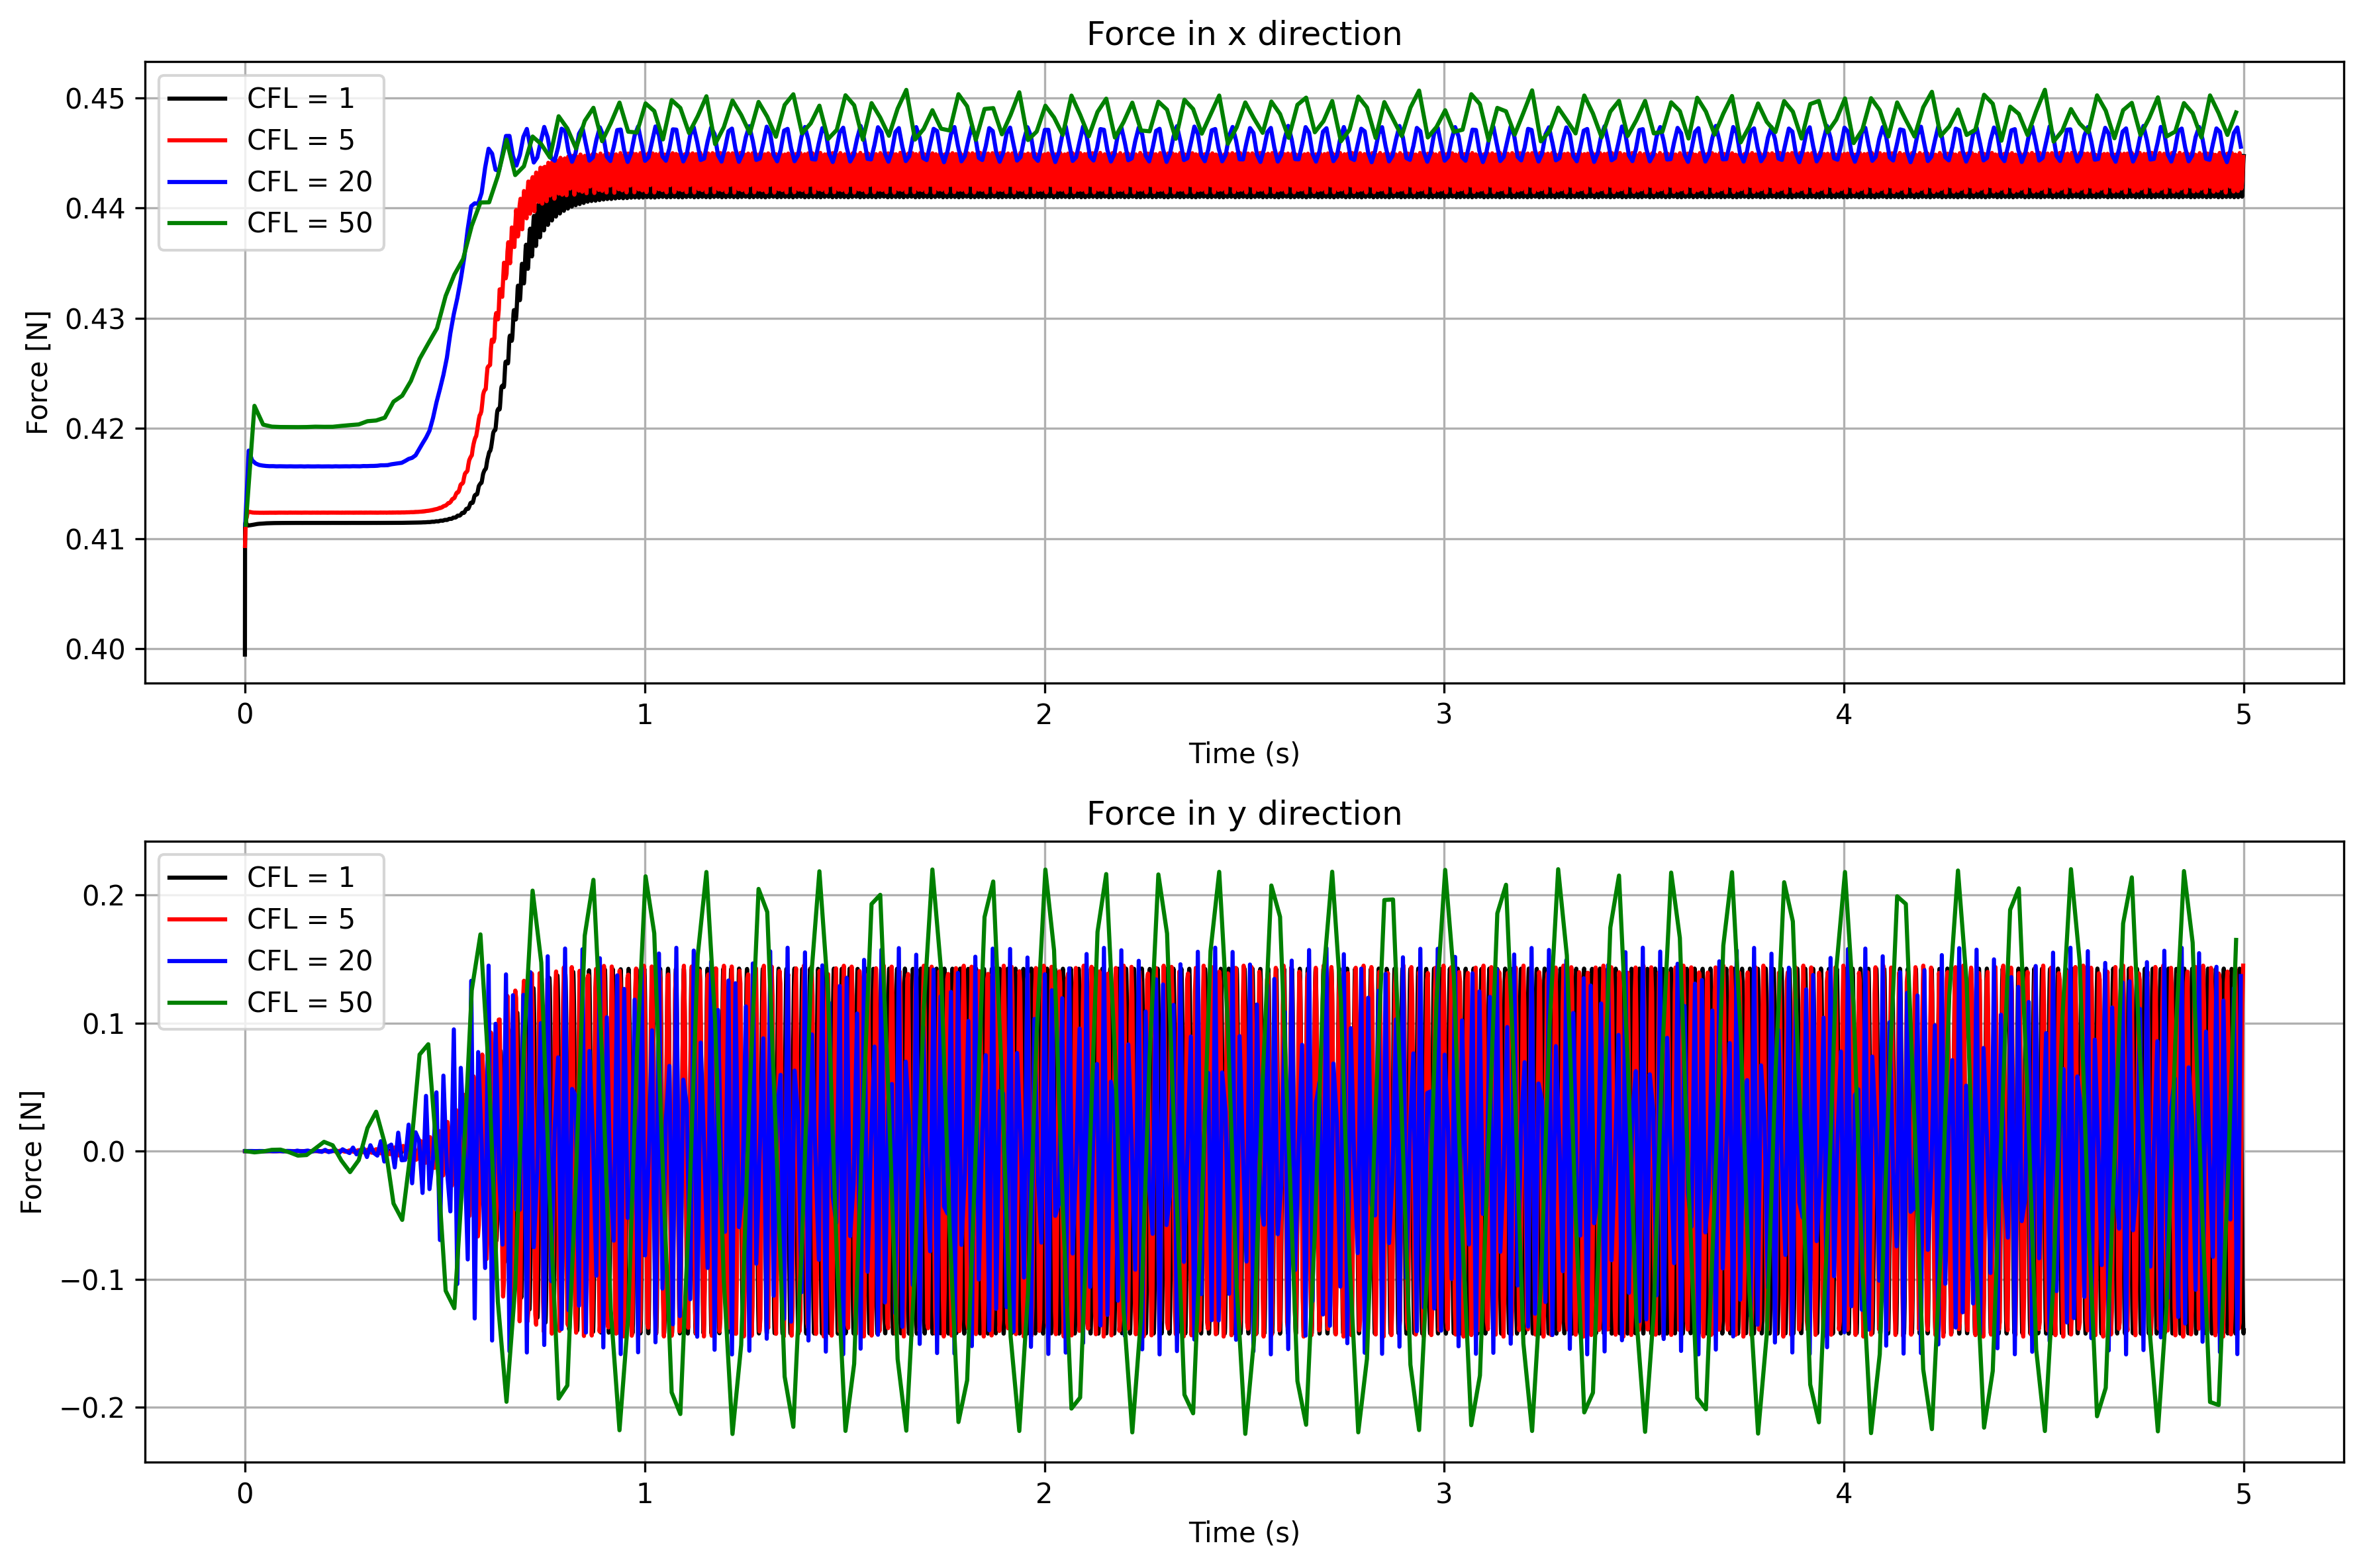 Force in x direction
CFL = 1
CFL = 5
CFL = 20
CFL = 50
Force [N]
0.45
0.44
0.43
0.42
0.41
0.40
0 1 2 3 4 5
Time (s)
Force in y direction
CFL = 1
CFL = 5
CFL = 20
CFL = 50
Force [N]
0.2
0.1
0.0
−0.1
−0.2
0 1 2 3 4 5
Time (s)